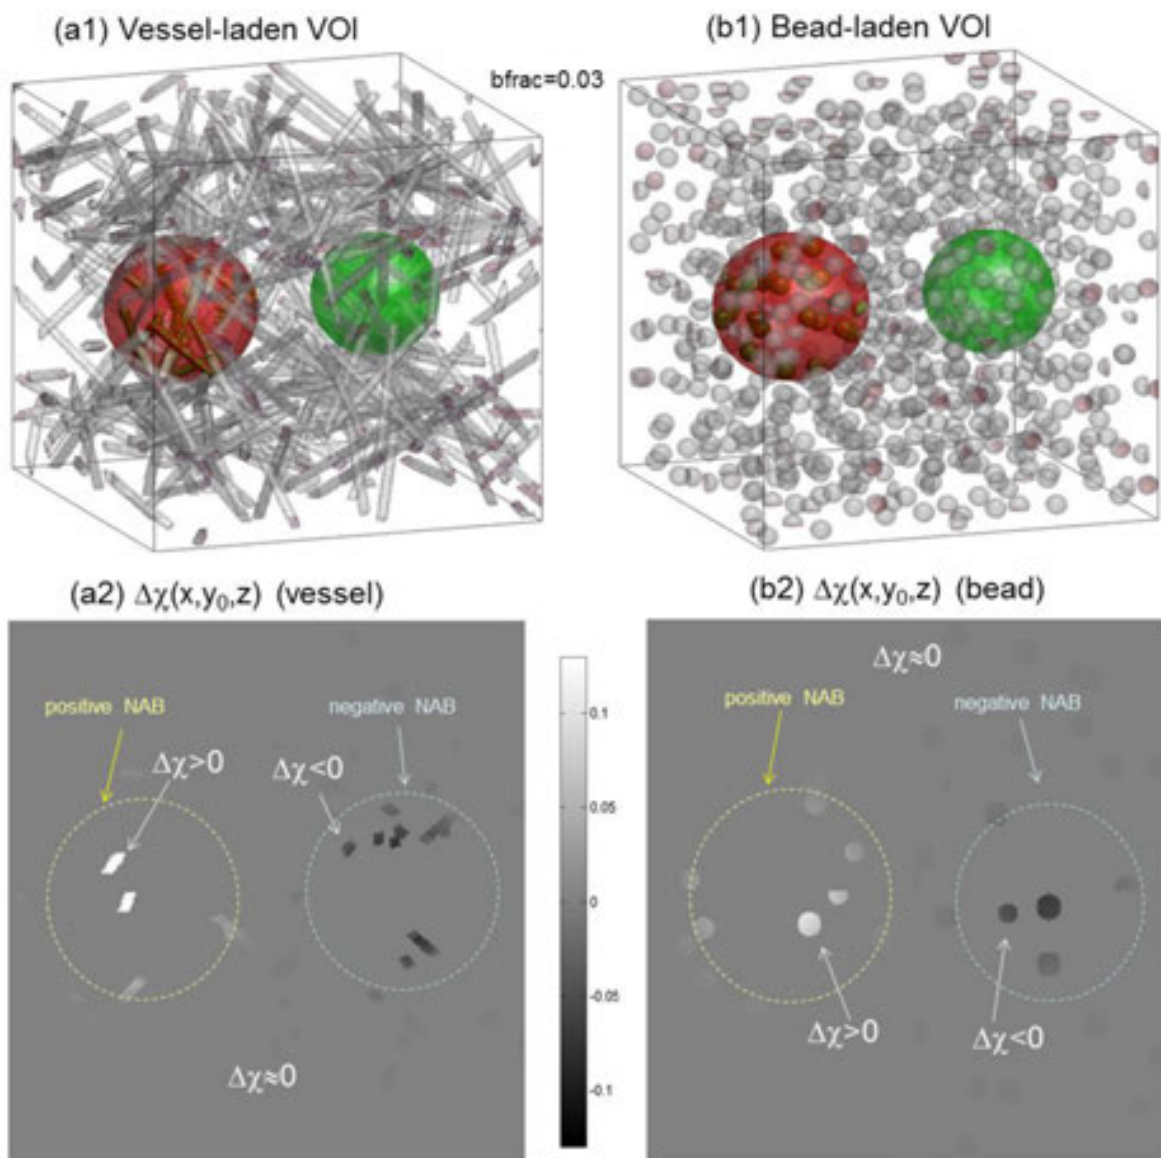 (a1) Vessel-laden VOI
(b1) Bead-laden VOI
bfrac=0.03
(a2) Δχ(x,y₀,z) (vessel)
(b2) Δχ(x,y₀,z) (bead)
positive NAB
negative NAB
Δχ>0
Δχ<0
Δχ≈0
0.1
0.05
0
-0.05
-0.1
Δχ≈0
positive NAB
negative NAB
Δχ>0
Δχ<0